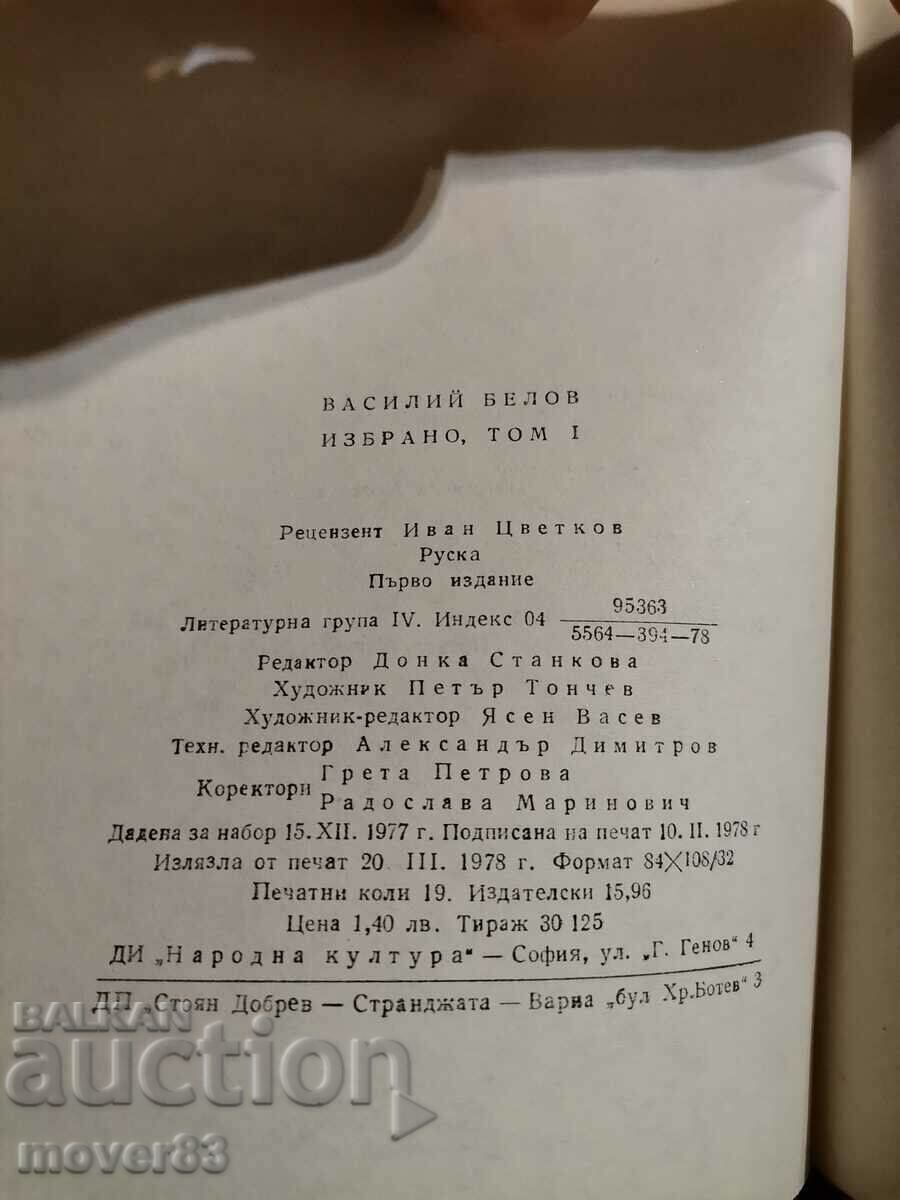 ВАСИЛИЙ БЕЛОВ
ИЗБРАНО, ТОМ I
Рецензент Иван Цветков
Руска
Първо издание
Литературна група IV. Индекс 04 95363
5564—394—78
Редактор Донка Станкова
Художник Петър Тончев
Художник-редактор Ясен Васев
Техн. редактор Александър Димитров
Коректори Грета Петрова
Радослава Маринович
Дадена за набор 15. XII. 1977 г. Подписана на печат 10. II. 1978 г
Излязла от печат 20 III. 1978 г. Формат 84×108/32
Печатни коли 19. Издателски 15,96
Цена 1,40 лв. Тираж 30 125
ДИ „Народна култура“ — София, ул. „Г. Генов“ 4
ДП „Стоян Добрев — Странджата — Варна „бул Хр. Ботев“ 3
BALKAN
auction
mover83